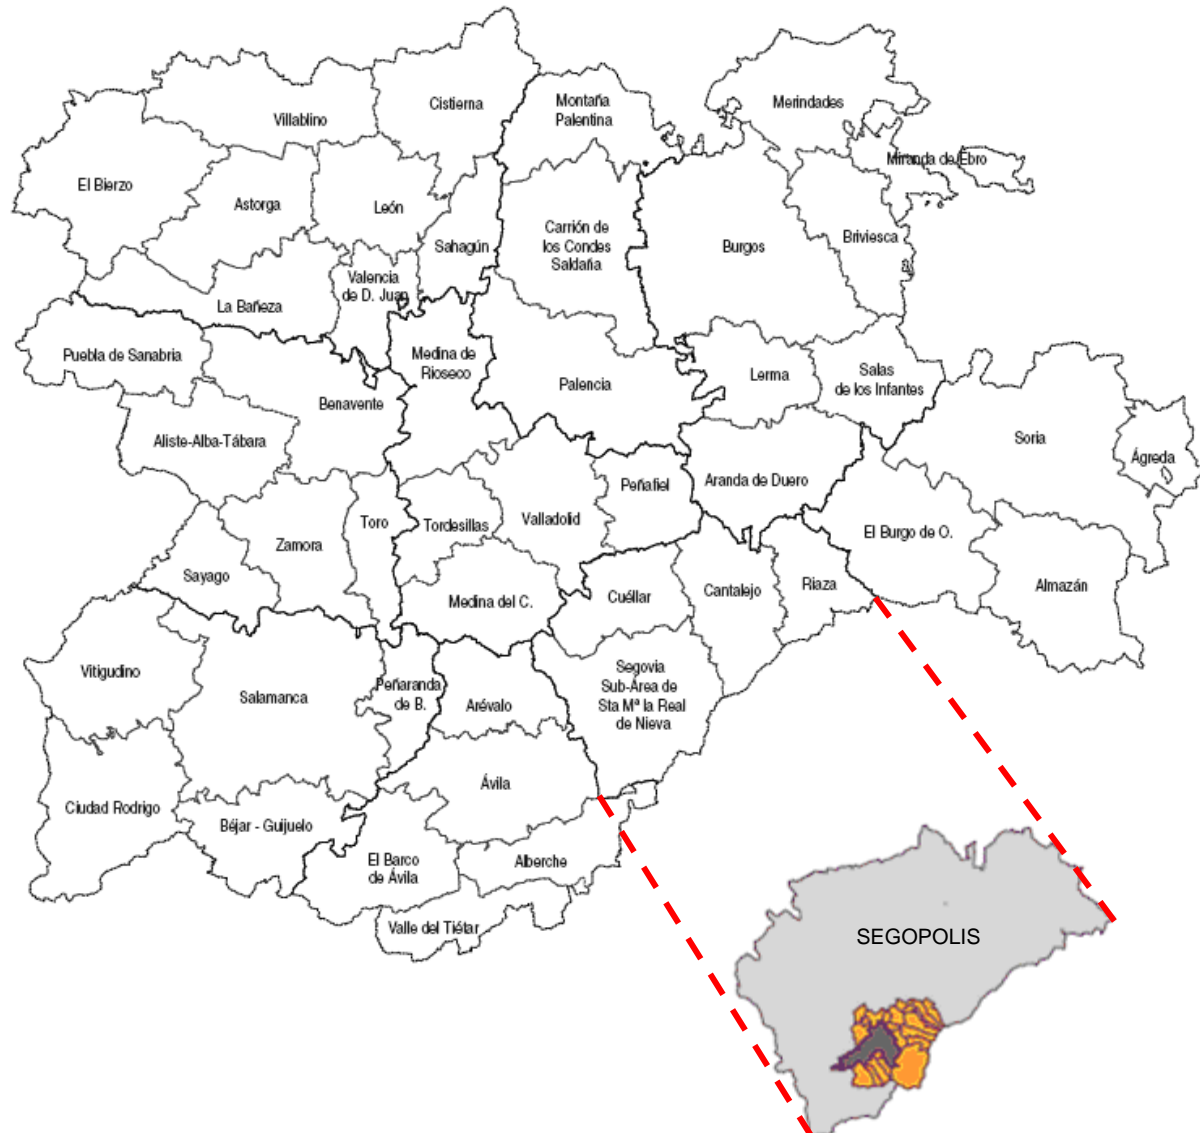 Cistierna
Montaña
Palentina
Merindades
Villablino
Miranda de Ebro
El Bierzo
Astorga
León
Sahagún
Carrión de
los Condes
Saldaña
Burgos
Briviesca
Valencia
de D. Juan
La Bañeza
Puebla de Sanabria
Medina de
Rioseco
Palencia
Lerma
Salas
de los Infantes
Benavente
Aliste-Alba-Tábara
Soria
Ágreda
Peñafiel
Aranda de Duero
Toro
Tordesillas
Valladolid
Zamora
El Burgo de O.
Sayago
Medina del C.
Cuéllar
Cantalejo
Riaza
Almazán
Vitigudino
Salamanca
Peñaranda
de B.
Arévalo
Segovia
Sub-Área de
Sta Mª la Real
de Nieva
Ávila
Ciudad Rodrigo
Béjar - Guijuelo
El Barco
de Ávila
Alberche
Valle del Tiétar
SEGOPOLIS